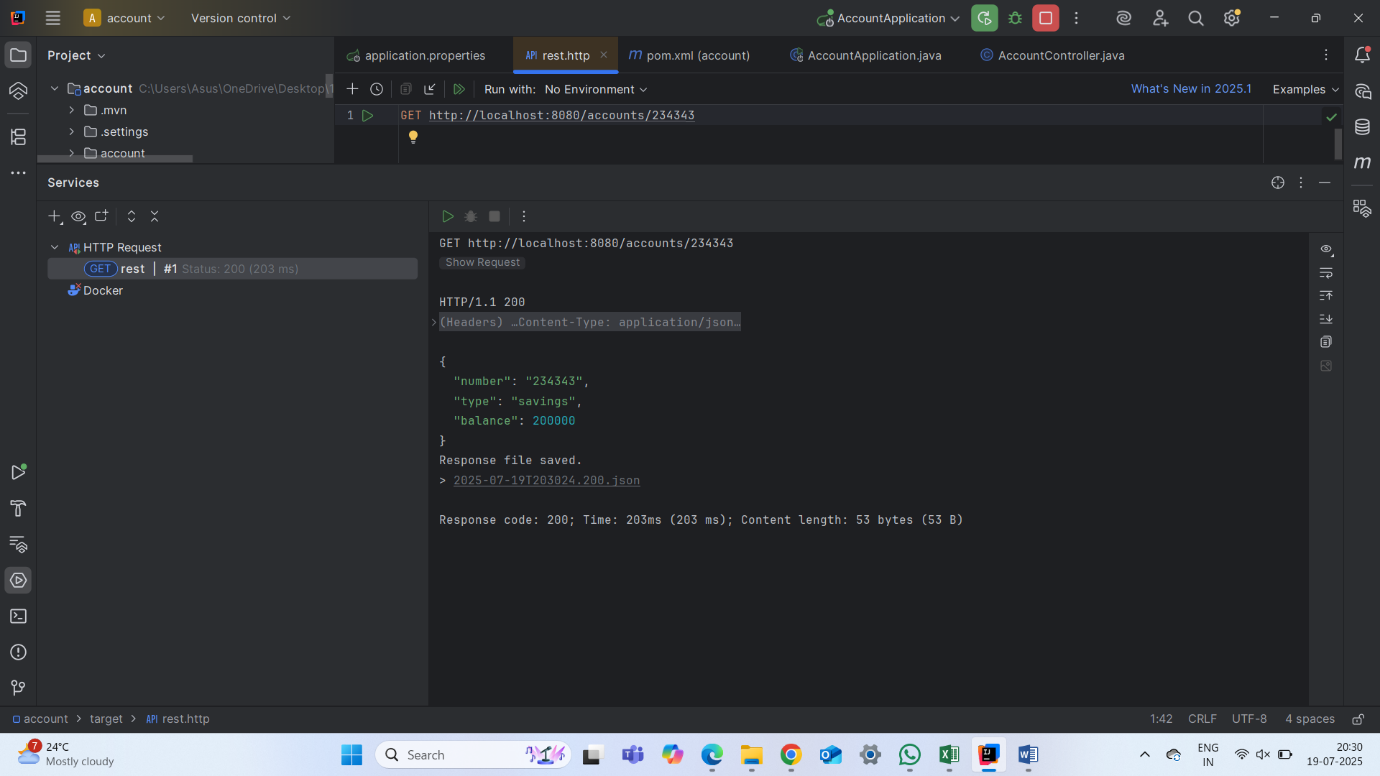 A account Version control AccountApplication
Project application.properties API rest.http m pom.xml (account) AccountApplication.java AccountController.java
account C:\Users\Asus\OneDrive\Desktop\1 Run with: No Environment What's New in 2025.1 Examples
.mvn 1 GET http://localhost:8080/accounts/234343
.settings
account
Services
HTTP Request
GET rest | #1 Status: 200 (203 ms)
Docker
GET http://localhost:8080/accounts/234343
Show Request
HTTP/1.1 200
(Headers) …Content-Type: application/json…
{
"number": "234343",
"type": "savings",
"balance": 200000
}
Response file saved.
> 2025-07-19T203024.200.json
Response code: 200; Time: 203ms (203 ms); Content length: 53 bytes (53 B)
account > target > API rest.http 1:42 CRLF UTF-8 4 spaces
7 24°C
Mostly cloudy
Search
ENG
IN
20:30
19-07-2025